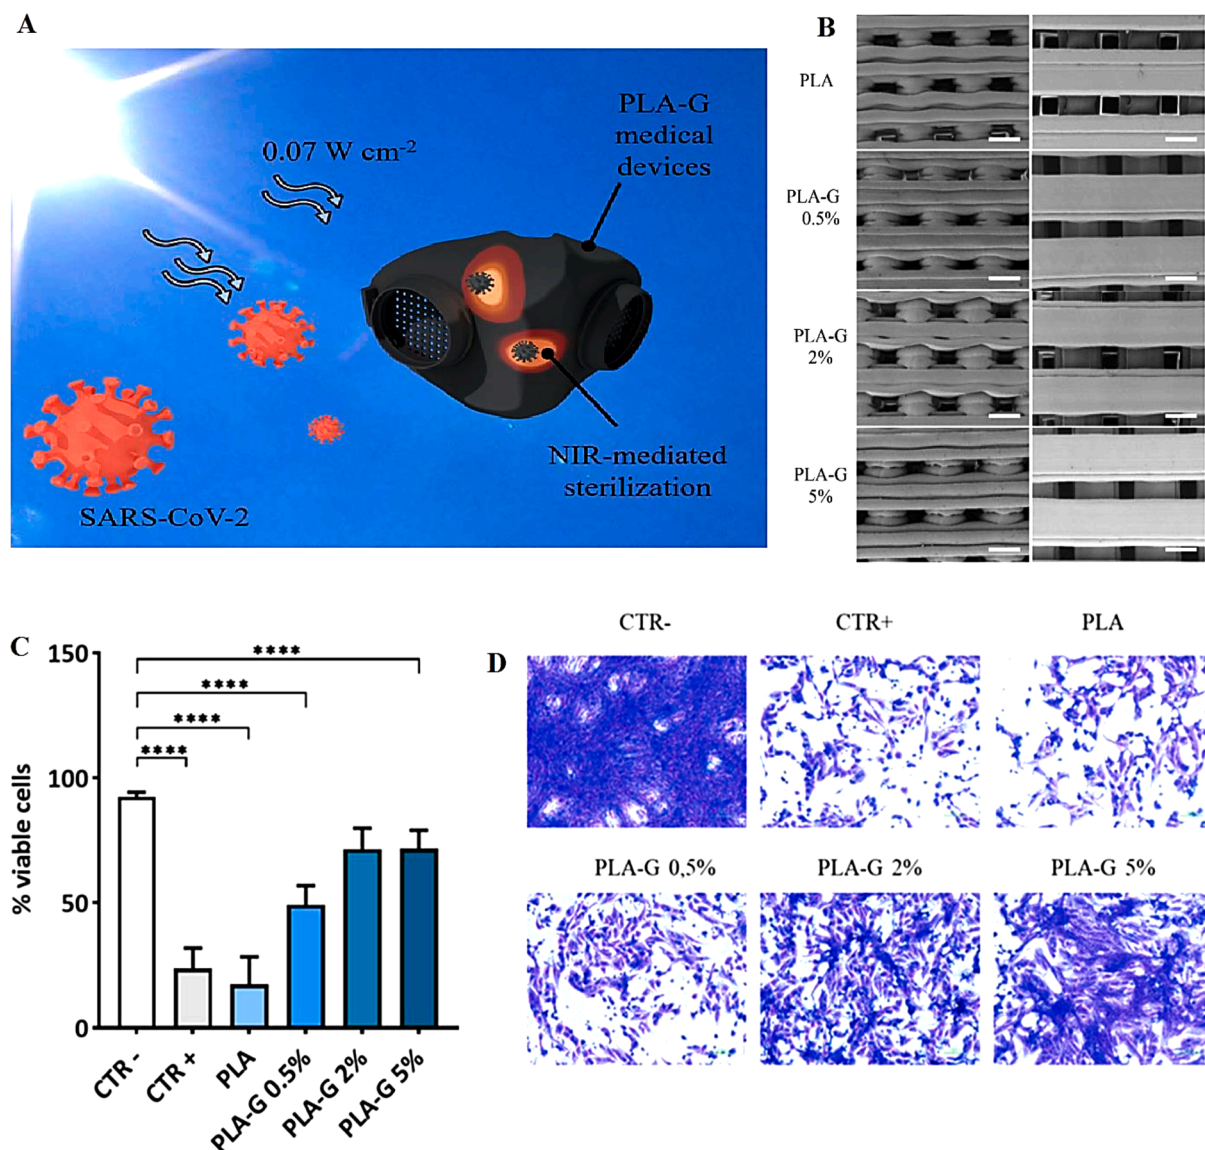 A
0.07 W cm-2
PLA-G
medical
devices
NIR-mediated
sterilization
SARS-CoV-2
B
PLA
PLA-G
0.5%
PLA-G
2%
PLA-G
5%
C
% viable cells
150
100
50
0
****
****
****
****
CTR -
CTR +
PLA
PLA-G 0.5%
PLA-G 2%
PLA-G 5%
D
CTR-
CTR+
PLA
PLA-G 0,5%
PLA-G 2%
PLA-G 5%